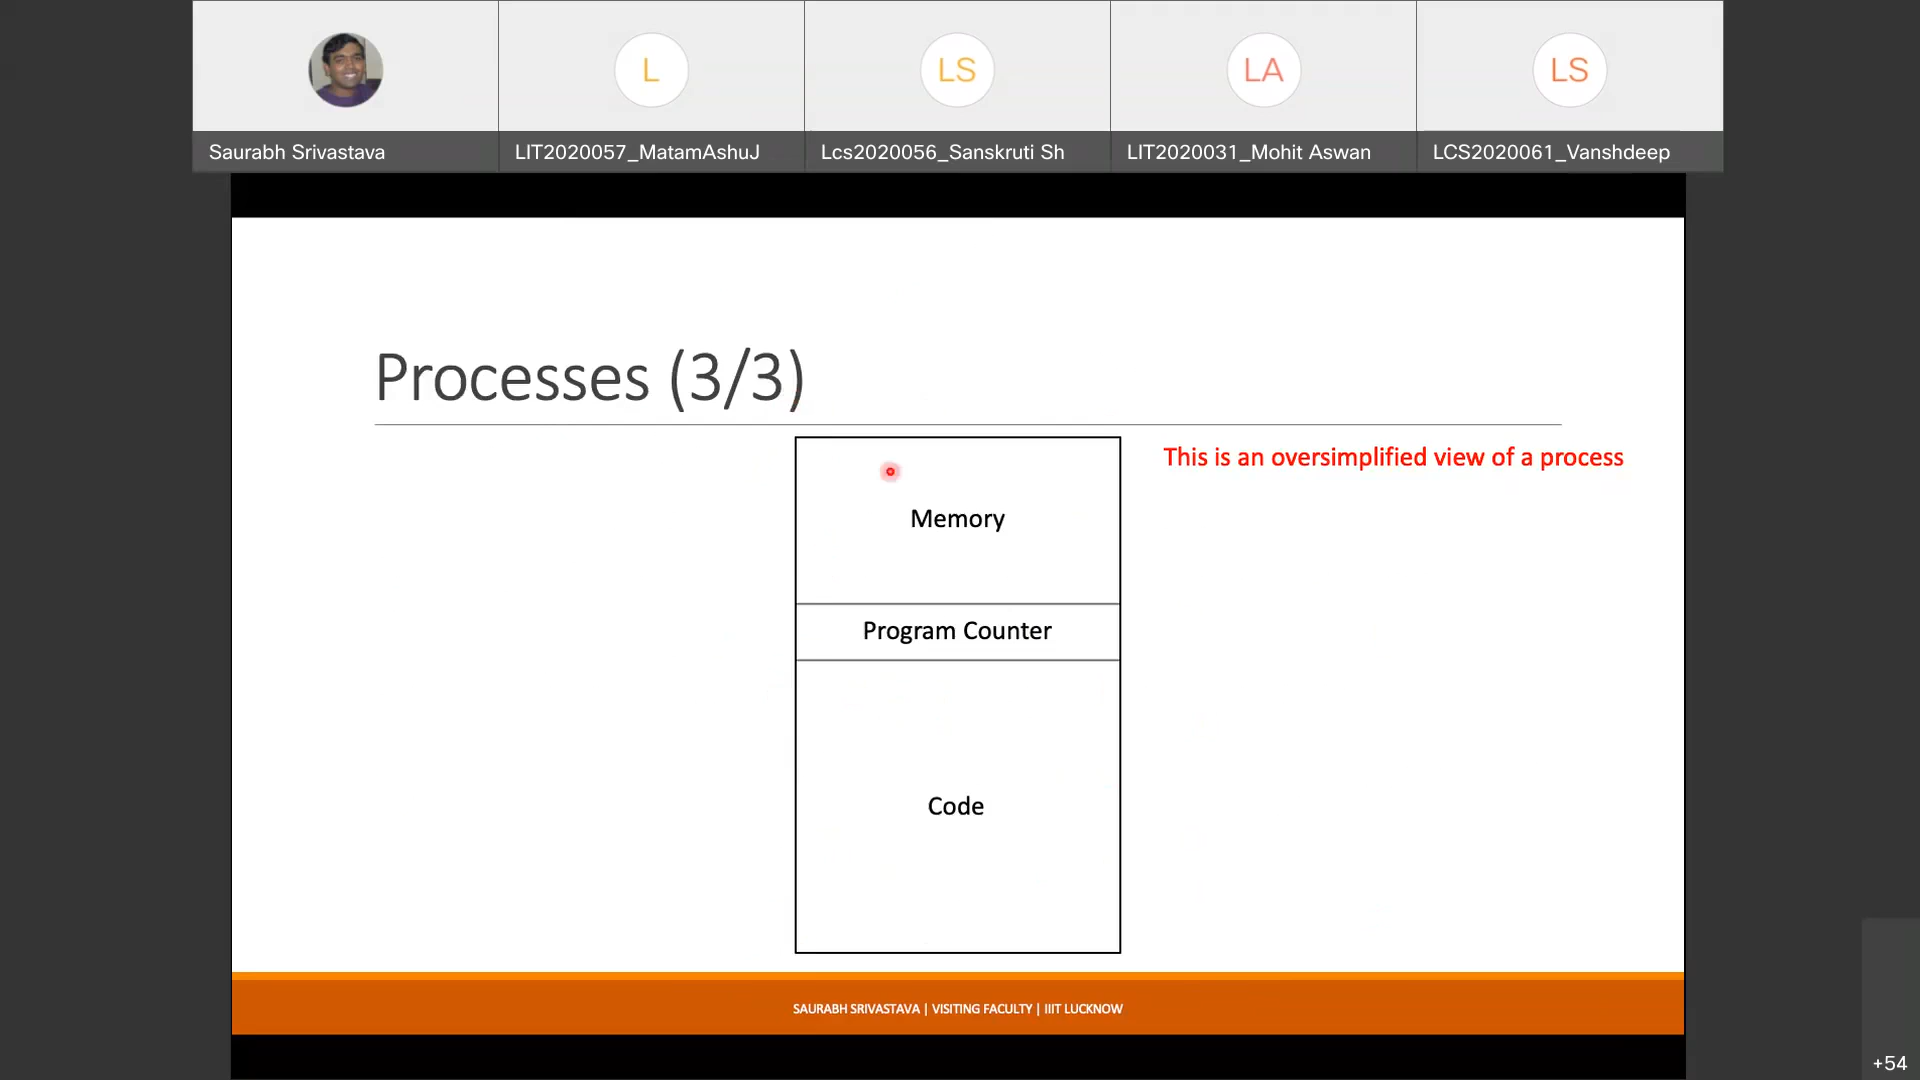 L
LS
LA
LS
Saurabh Srivastava
LIT2020057_MatamAshuJ
Lcs2020056_Sanskruti Sh
LIT2020031_Mohit Aswan
LCS2020061_Vanshdeep
Processes (3/3)
This is an oversimplified view of a process
Memory
Program Counter
Code
SAURABH SRIVASTAVA | VISITING FACULTY | IIIT LUCKNOW
+54